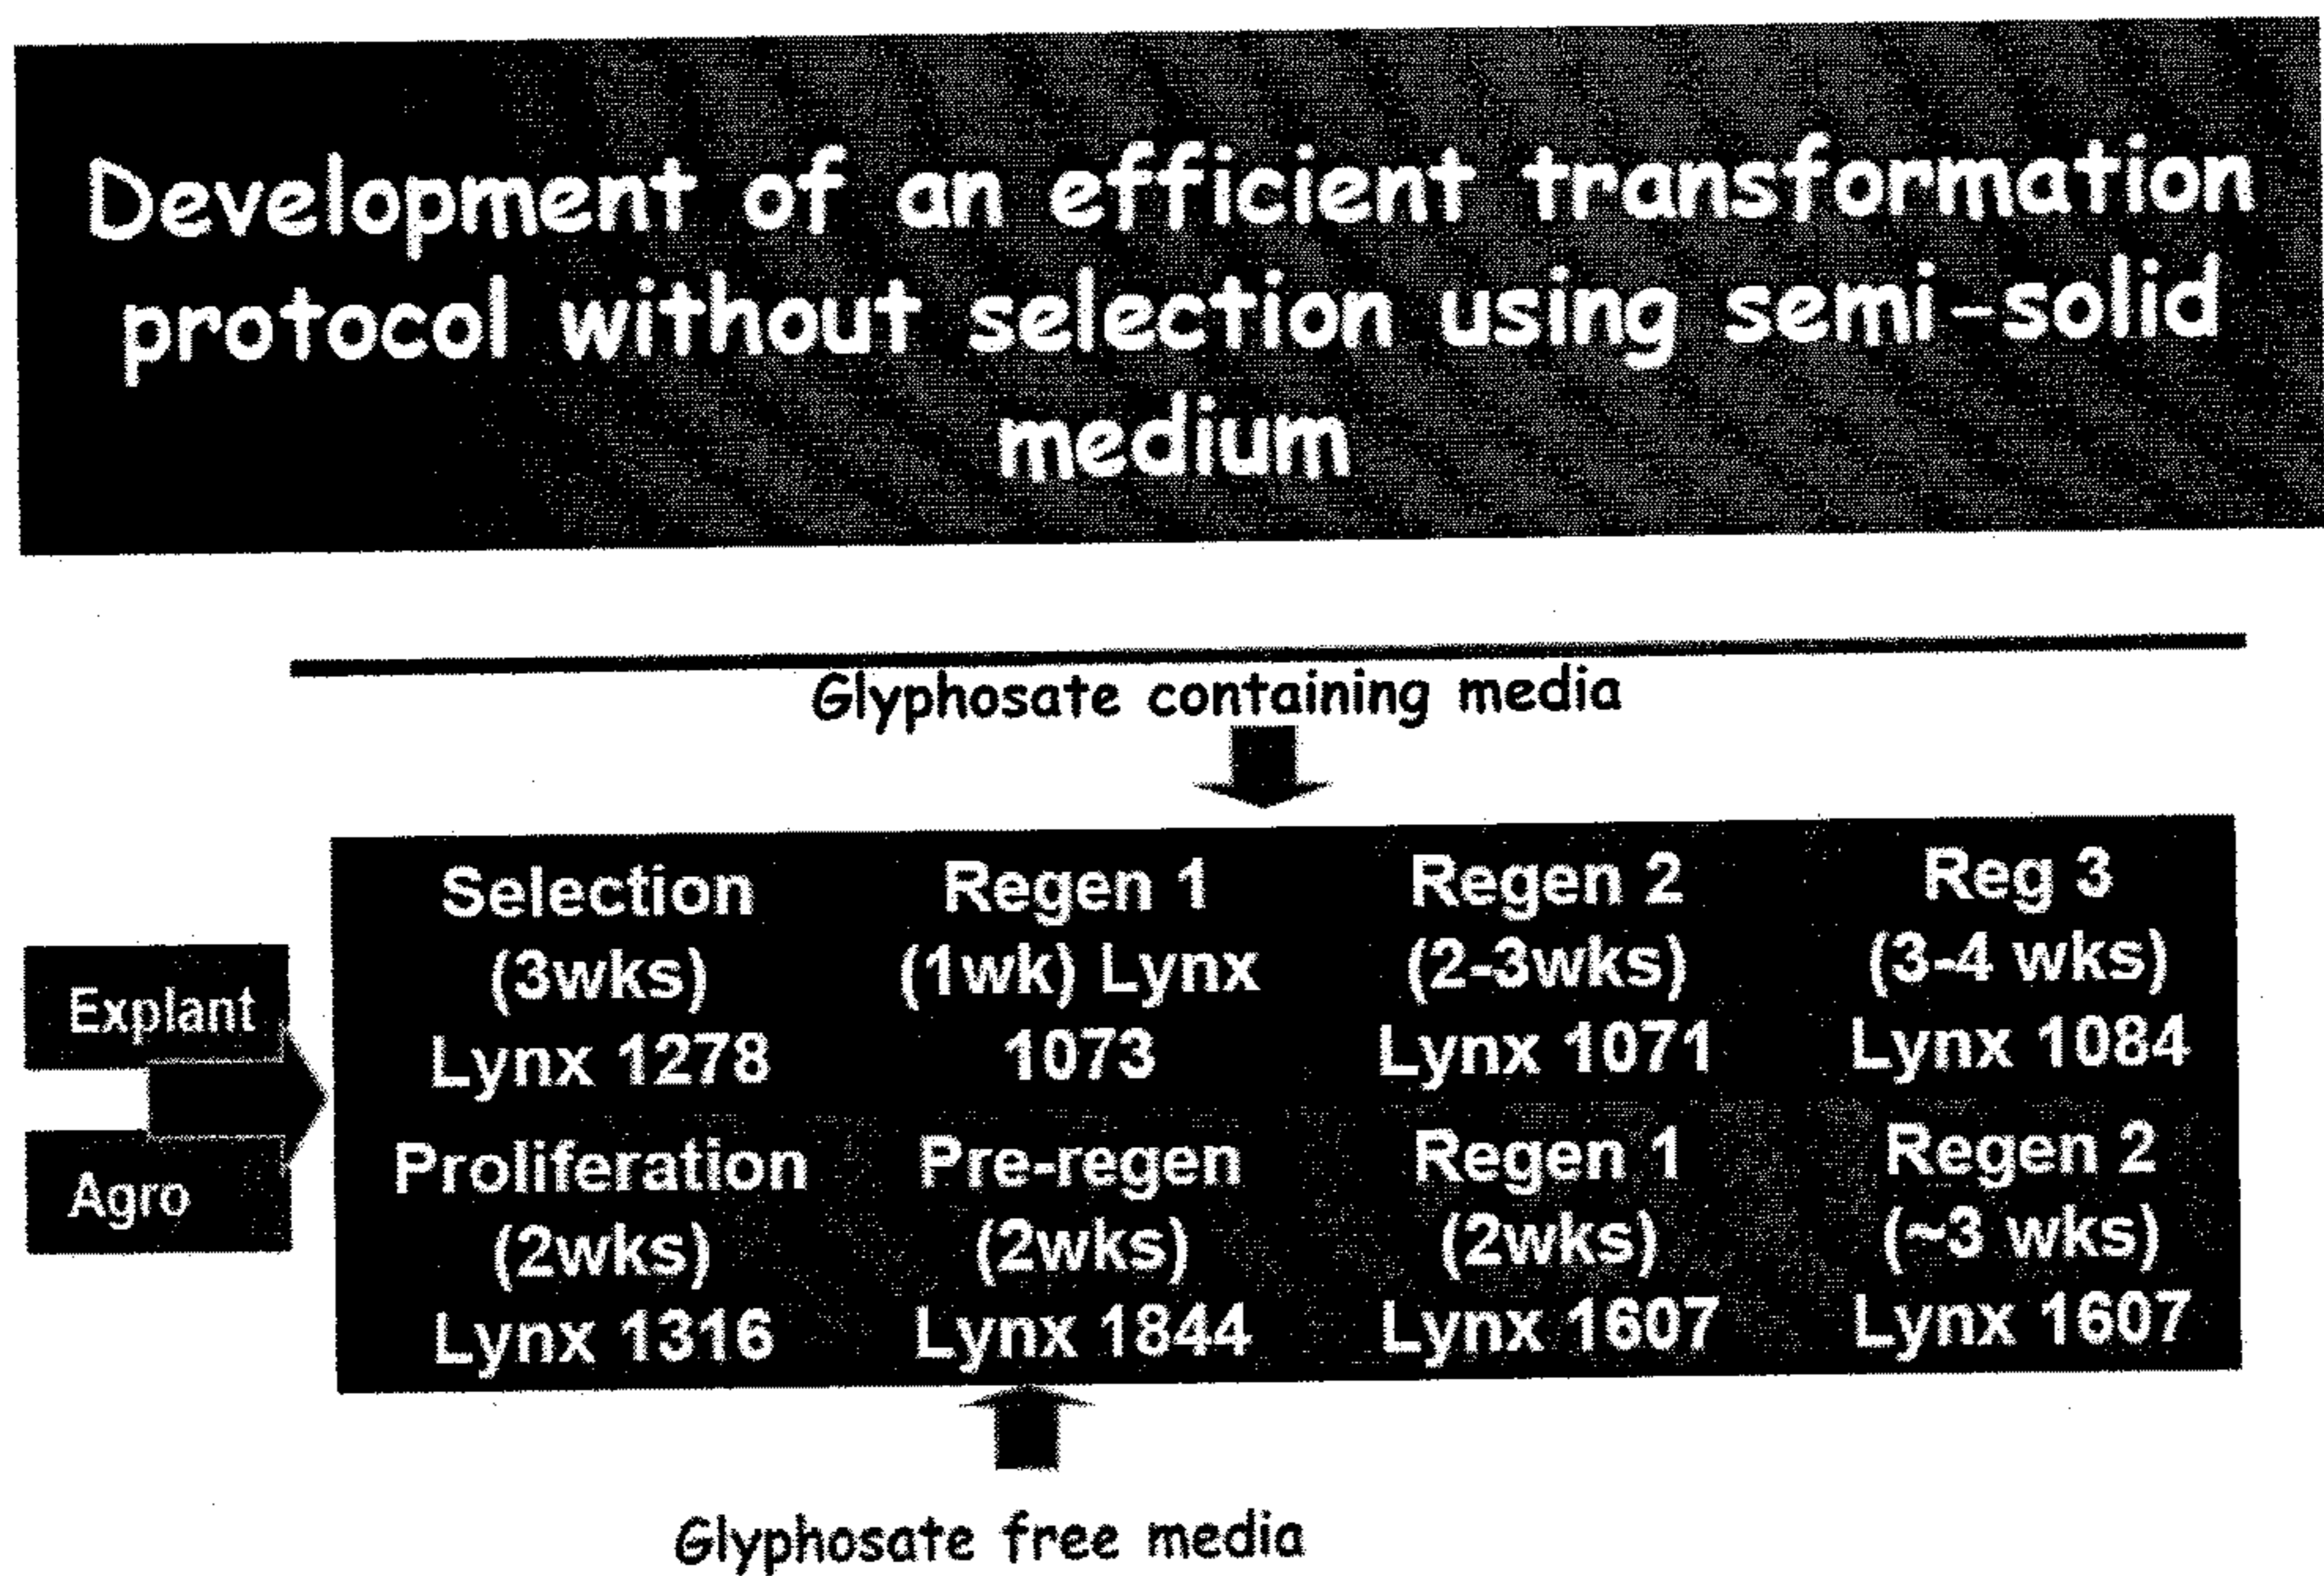 Development of an efficient transformation
protocol without selection using semi-solid
medium
Glyphosate containing media
Explant
Agro
Selection
(3wks)
Lynx 1278
Regen 1
(1wk) Lynx
1073
Regen 2
(2-3wks)
Lynx 1071
Reg 3
(3-4 wks)
Lynx 1084
Proliferation
(2wks)
Lynx 1316
Pre-regen
(2wks)
Lynx 1844
Regen 1
(2wks)
Lynx 1607
Regen 2
(~3 wks)
Lynx 1607
Glyphosate free media